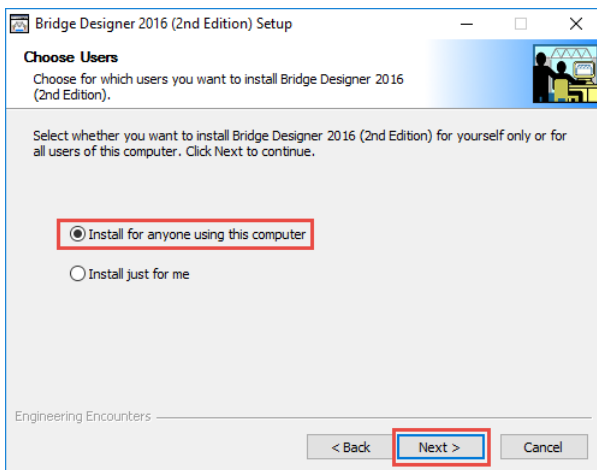 Bridge Designer 2016 (2nd Edition) Setup
Choose Users
Choose for which users you want to install Bridge Designer 2016
(2nd Edition).
Select whether you want to install Bridge Designer 2016 (2nd Edition) for yourself only or for
all users of this computer. Click Next to continue.
Install for anyone using this computer
Install just for me
Engineering Encounters
< Back Next > Cancel